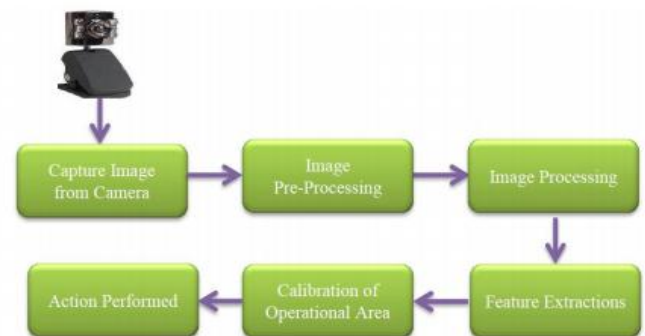 Capture Image
from Camera
Image
Pre-Processing
Image Processing
Feature Extractions
Calibration of
Operational Area
Action Performed